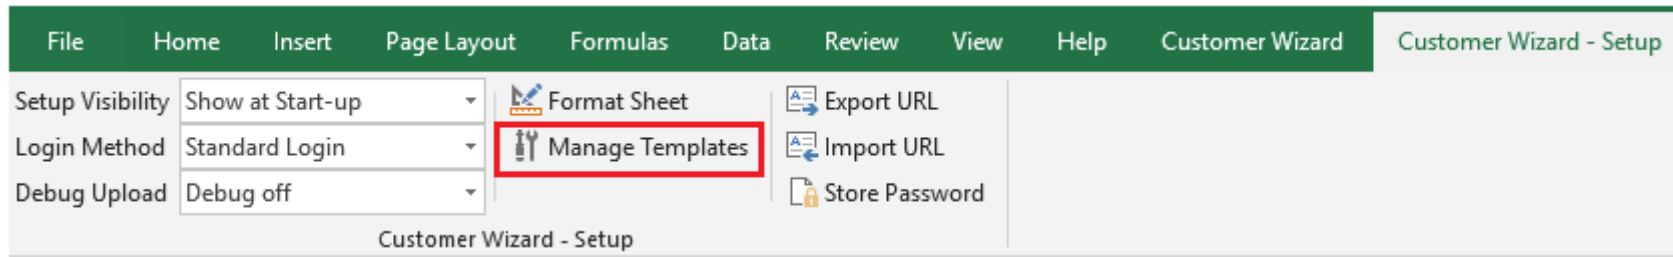 File Home Insert Page Layout Formulas Data Review View Help Customer Wizard Customer Wizard - Setup
Setup Visibility Show at Start-up Format Sheet Export URL
Login Method Standard Login Manage Templates Import URL
Debug Upload Debug off Store Password
Customer Wizard - Setup